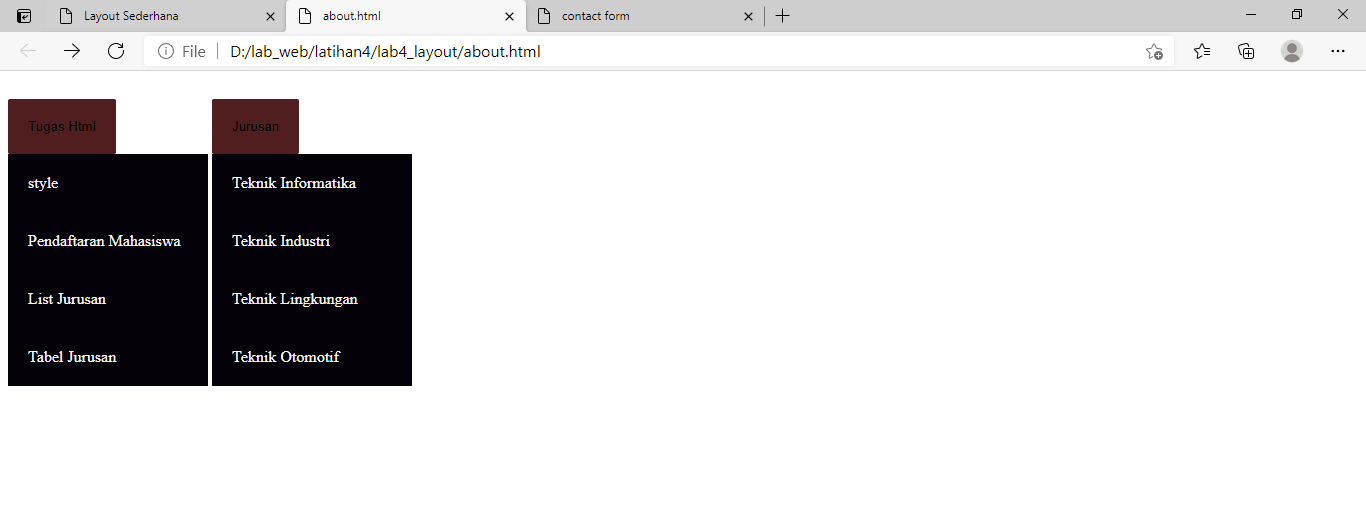 Layout Sederhana
about.html
contact form
File
D:/lab_web/latihan4/lab4_layout/about.html
Tugas Html
Jurusan
style
Pendaftaran Mahasiswa
List Jurusan
Tabel Jurusan
Teknik Informatika
Teknik Industri
Teknik Lingkungan
Teknik Otomotif